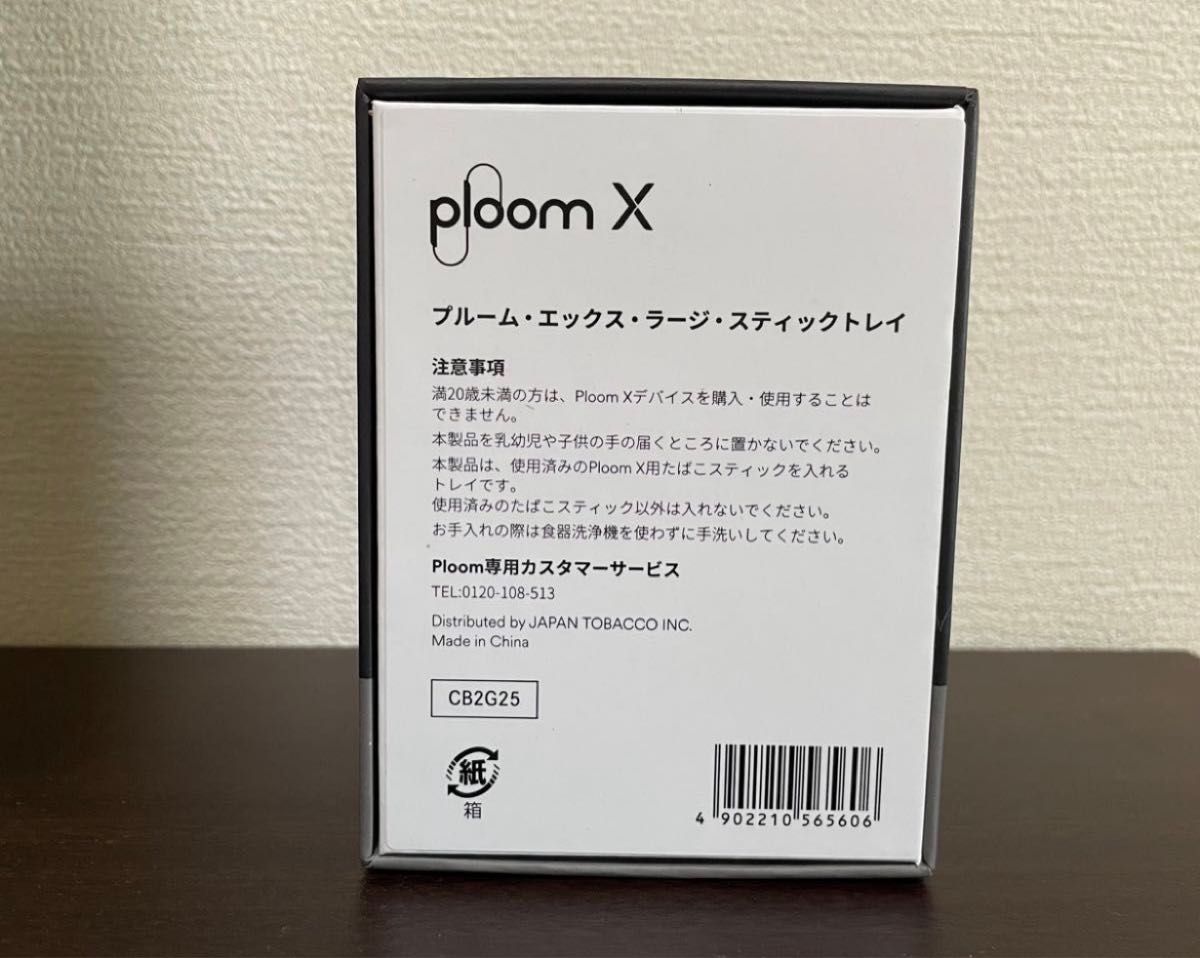 ploom X
プルーム・エックス・ラージ・スティックトレイ
注意事項
満20歳未満の方は、Ploom Xデバイスを購入・使用することは
できません。
本製品を乳幼児や子供の手の届くところに置かないでください。
本製品は、使用済みのPloom X用たばこスティックを入れる
トレイです。
使用済みのたばこスティック以外は入れないでください。
お手入れの際は食器洗浄機を使わずに手洗いしてください。
Ploom専用カスタマーサービス
TEL:0120-108-513
Distributed by JAPAN TOBACCO INC.
Made in China
CB2G25
紙
箱
4 902210 565606